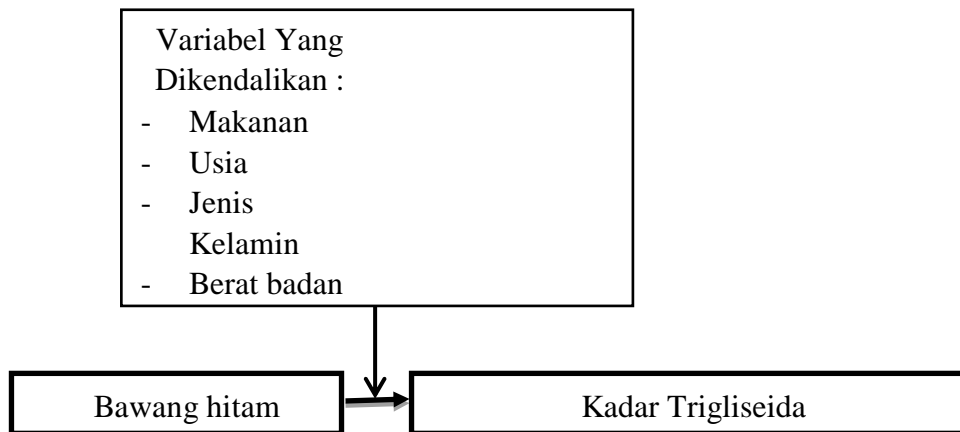 Variabel Yang
Dikendalikan :
- Makanan
- Usia
- Jenis
Kelamin
- Berat badan
Bawang hitam
Kadar Trigliseida